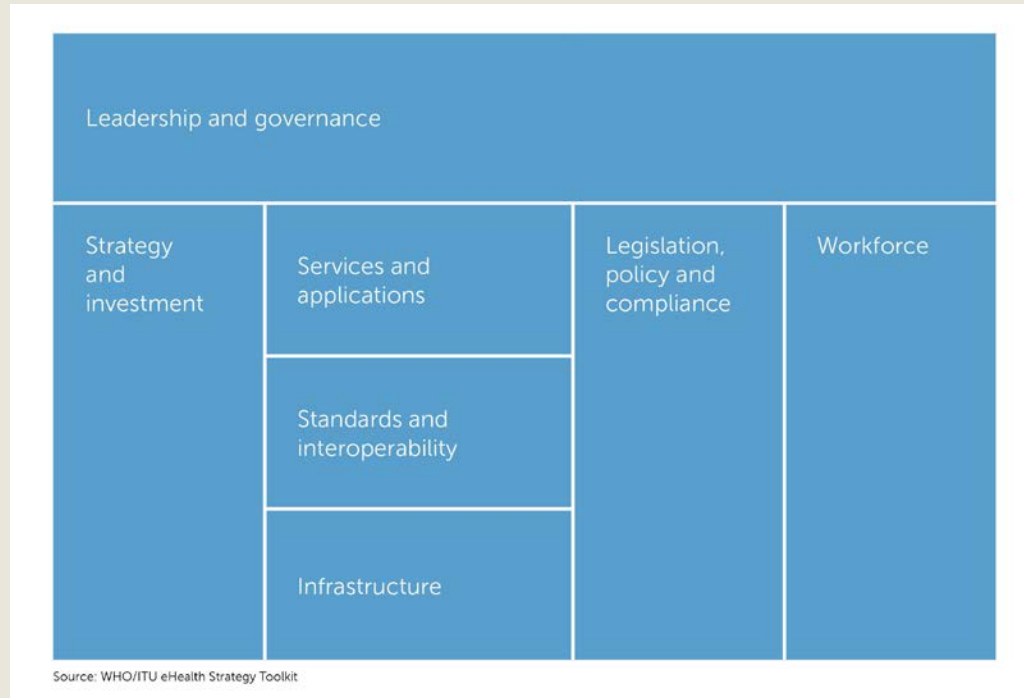 Leadership and governance
Strategy
and
investment
Services and
applications
Standards and
interoperability
Infrastructure
Legislation,
policy and
compliance
Workforce
Source: WHO/ITU eHealth Strategy Toolkit